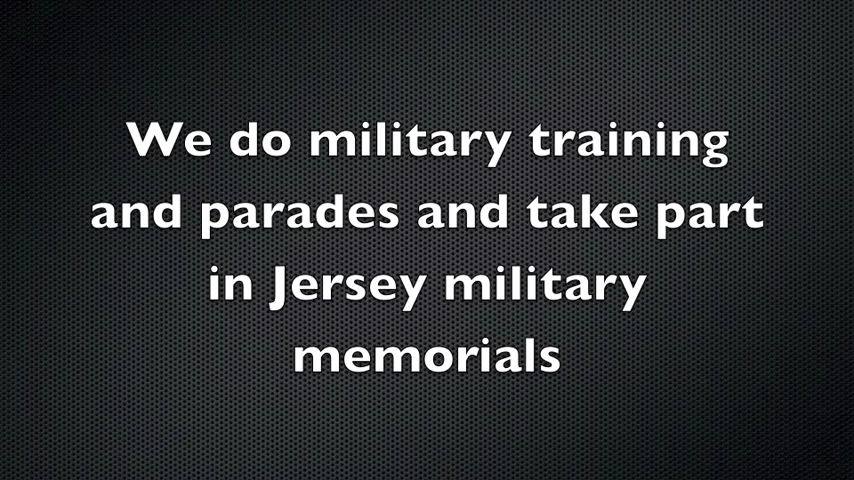 We do military training
and parades and take part
in Jersey military
memorials